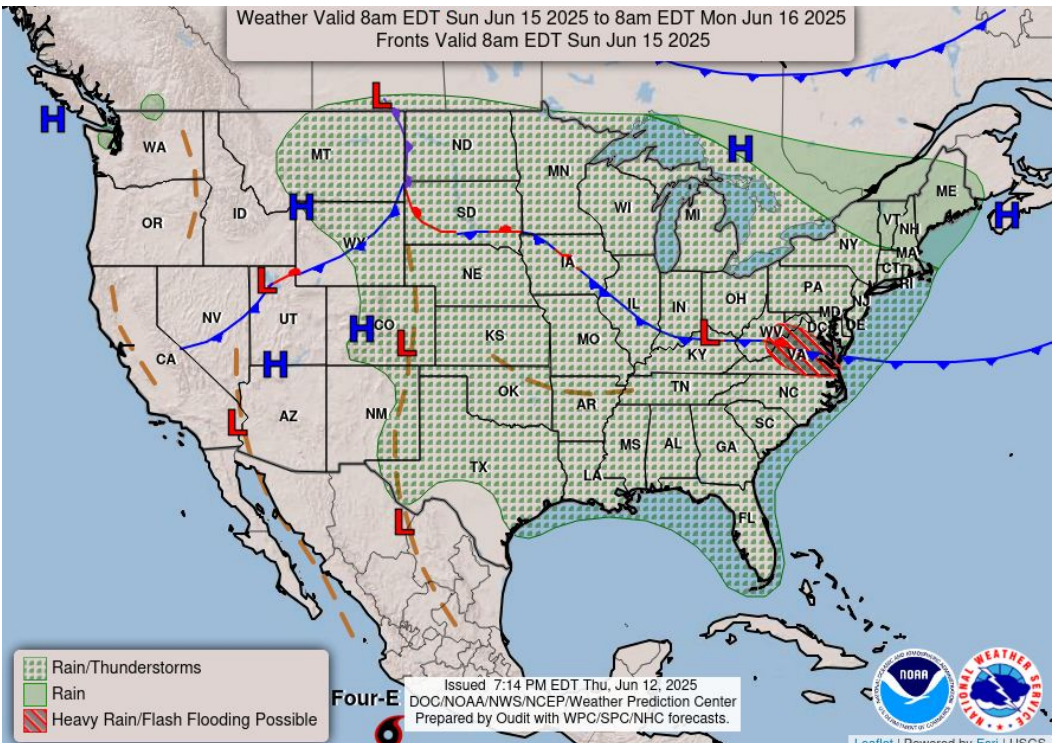 Weather Valid 8am EDT Sun Jun 15 2025 to 8am EDT Mon Jun 16 2025
Fronts Valid 8am EDT Sun Jun 15 2025
H
L
WA
MT
ND
MN
H
ME
OR
ID
H
SD
WI
MI
VT
NH
H
WY
NY
MA
CT
RI
L
NE
IA
PA
NV
UT
H
CO
L
IL
IN
OH
NJ
MD
DE
DC
WV
L
VA
CA
H
KS
MO
KY
AZ
NM
OK
AR
TN
NC
L
SC
MS
AL
GA
TX
LA
L
FL
Rain/Thunderstorms
Rain
Heavy Rain/Flash Flooding Possible
Four-E
Issued 7:14 PM EDT Thu, Jun 12, 2025
DOC/NOAA/NWS/NCEP/Weather Prediction Center
Prepared by Oudit with WPC/SPC/NHC forecasts.
NOAA
NATIONAL WEATHER SERVICE
Leaflet | Powered by Esri | USGS